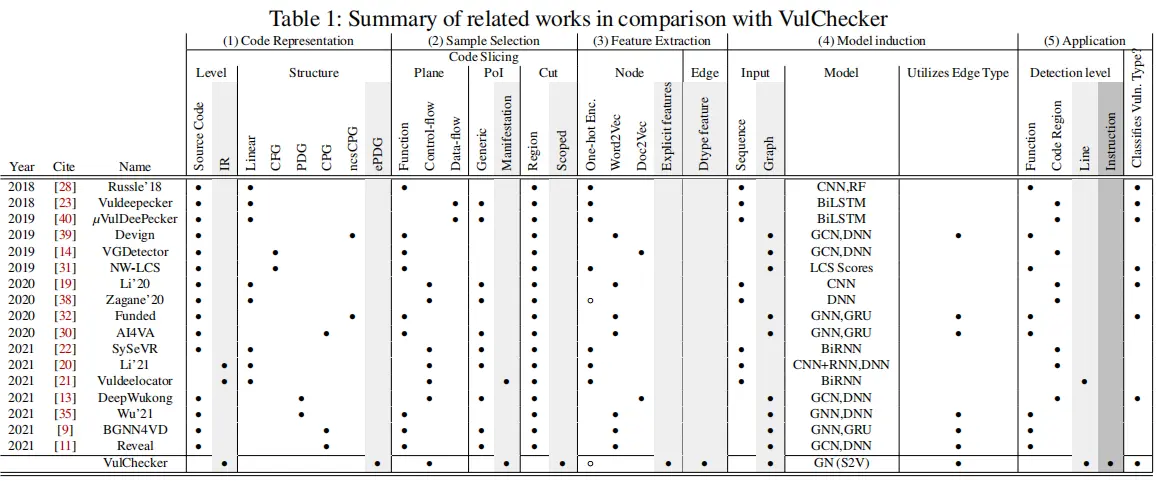 Table 1: Summary of related works in comparison with VulChecker
(1) Code Representation (2) Sample Selection (3) Feature Extraction (4) Model induction (5) Application
Code Slicing
Level Structure Plane PoI Cut Node Edge Input Model Utilizes Edge Type Detection level
Year Cite Name Source Code IR Linear CFG PDG CPG ncsCPG ePDG Function Control-flow Data-flow Generic Manifestation Region Scoped One-hot Enc. Word2Vec Doc2Vec Explicit features Dtype feature Sequence Graph Function Code Region Line Instruction Classifies Vuln. Type?
2018 [28] Russle'18 ● ● ● ● ● ● CNN,RF ● ●
2018 [23] Vuldeepecker ● ● ● ● ● ● ● BiLSTM ● ●
2019 [40] μVulDeePecker ● ● ● ● ● ● ● BiLSTM ● ●
2019 [39] Devign ● ● ● ● ● ● GCN,DNN ● ●
2019 [14] VGDetector ● ● ● ● ● ● GCN,DNN ●
2019 [31] NW-LCS ● ● ● ● ● ● LCS Scores ● ●
2020 [19] Li'20 ● ● ● ● ● ● ● CNN ● ●
2020 [38] Zagane'20 ● ● ● ● ● ○ ● DNN ●
2020 [32] Funded ● ● ● ● ● ● GNN,GRU ● ● ●
2020 [30] AI4VA ● ● ● ● ● ● ● GNN,GRU ● ●
2021 [22] SySeVR ● ● ● ● ● ● ● BiRNN ●
2021 [20] Li'21 ● ● ● ● ● ● ● CNN+RNN,DNN ●
2021 [21] Vuldeelocator ● ● ● ● ● ● ● BiRNN ●
2021 [13] DeepWukong ● ● ● ● ● ● ● GCN,DNN ● ●
2021 [35] Wu'21 ● ● ● ● ● ● GNN,DNN ● ●
2021 [9] BGNN4VD ● ● ● ● ● ● ● GNN,GRU ● ●
2021 [11] Reveal ● ● ● ● ● ● ● GCN,DNN ● ●
VulChecker ● ● ● ● ● ○ ● ● ● GN (S2V) ● ● ● ●